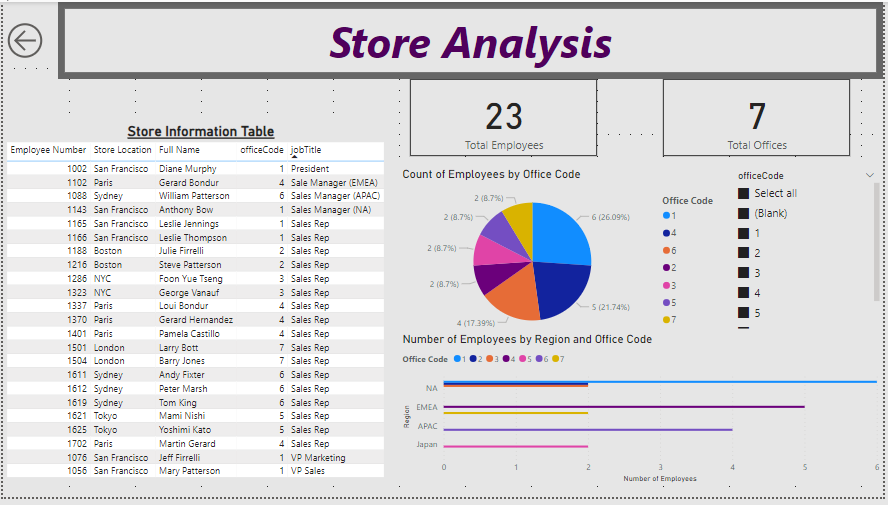 Store Analysis
23
Total Employees
7
Total Offices
Store Information Table
Employee Number Store Location Full Name officeCode jobTitle
1002 San Francisco Diane Murphy 1 President
1102 Paris Gerard Bondur 4 Sale Manager (EMEA)
1088 Sydney William Patterson 6 Sales Manager (APAC)
1143 San Francisco Anthony Bow 1 Sales Manager (NA)
1165 San Francisco Leslie Jennings 1 Sales Rep
1166 San Francisco Leslie Thompson 1 Sales Rep
1188 Boston Julie Firrelli 2 Sales Rep
1216 Boston Steve Patterson 2 Sales Rep
1286 NYC Foon Yue Tseng 3 Sales Rep
1323 NYC George Vanauf 3 Sales Rep
1337 Paris Loui Bondur 4 Sales Rep
1370 Paris Gerard Hernandez 4 Sales Rep
1401 Paris Pamela Castillo 4 Sales Rep
1501 London Larry Bott 7 Sales Rep
1504 London Barry Jones 7 Sales Rep
1611 Sydney Andy Fixter 6 Sales Rep
1612 Sydney Peter Marsh 6 Sales Rep
1619 Sydney Tom King 6 Sales Rep
1621 Tokyo Mami Nishi 5 Sales Rep
1625 Tokyo Yoshimi Kato 5 Sales Rep
1702 Paris Martin Gerard 4 Sales Rep
1076 San Francisco Jeff Firrelli 1 VP Marketing
1056 San Francisco Mary Patterson 1 VP Sales
Count of Employees by Office Code
2 (8.7%)
2 (8.7%)
2 (8.7%)
2 (8.7%)
4 (17.39%)
6 (26.09%)
5 (21.74%)
Office Code
1
4
6
2
3
5
7
officeCode
Select all
(Blank)
1
2
3
4
5
Number of Employees by Region and Office Code
Office Code 1 2 3 4 5 6 7
Region
NA
EMEA
APAC
Japan
0 1 2 3 4 5 6
Number of Employees